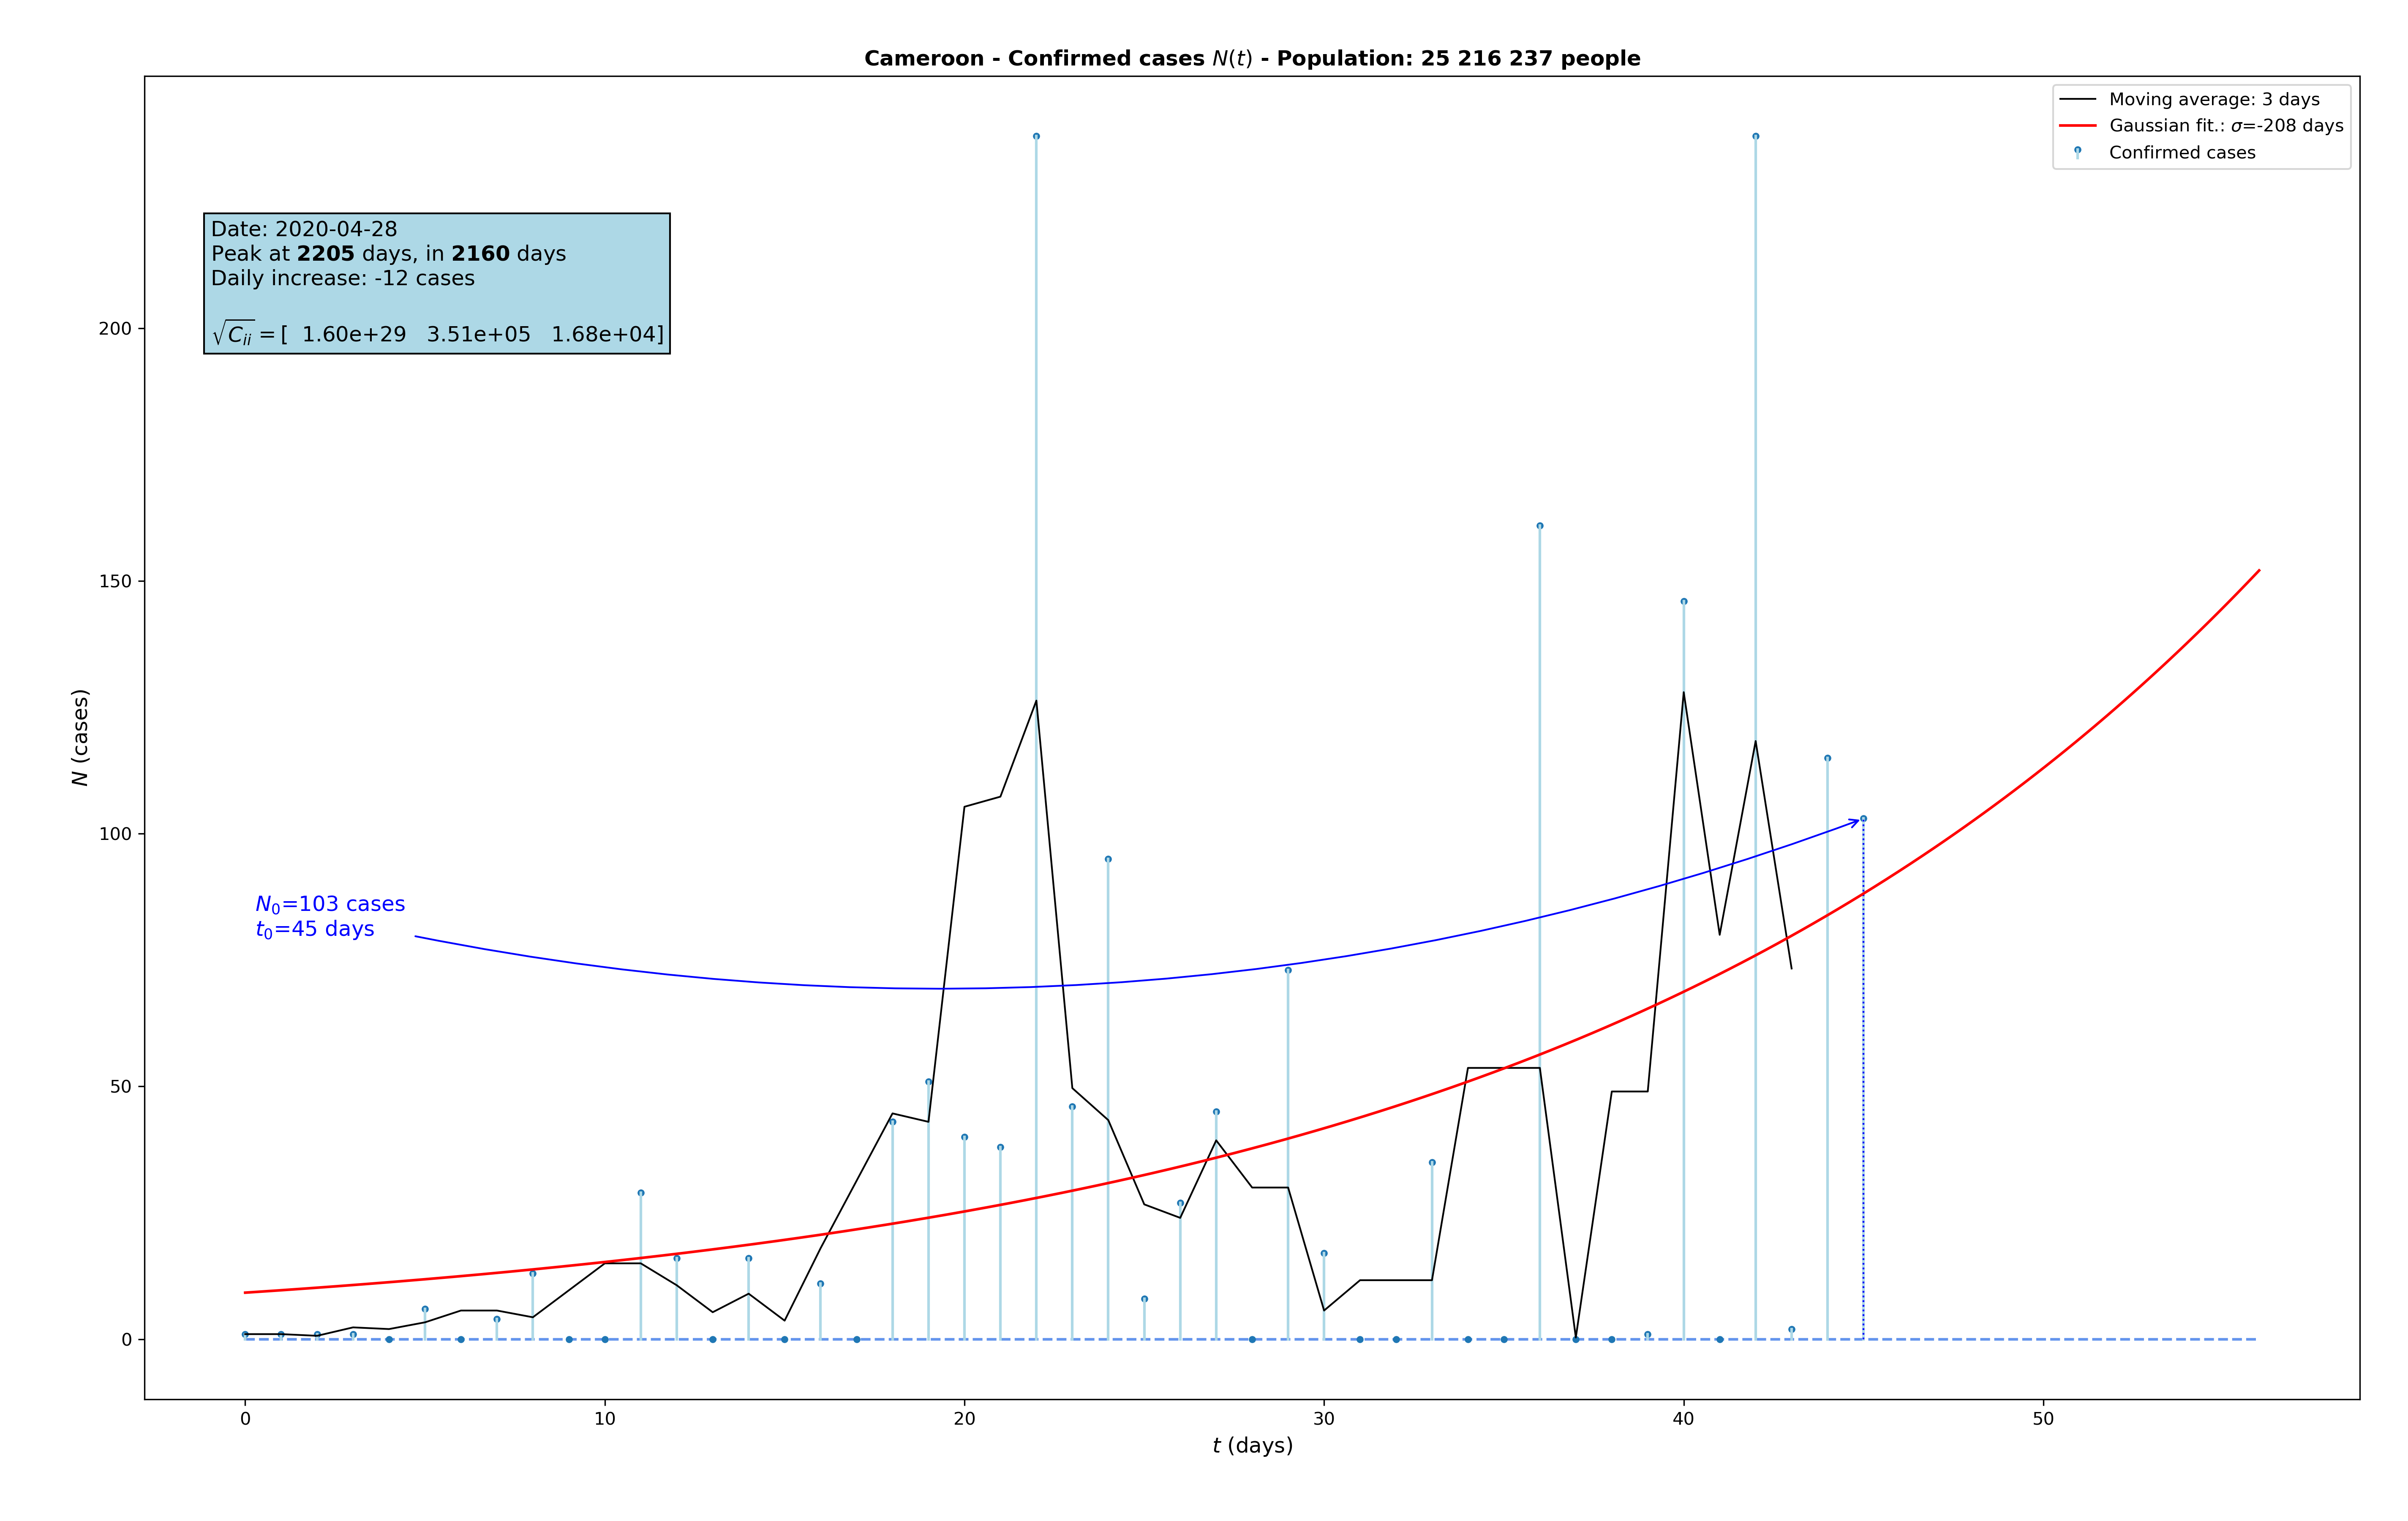 Cameroon - Confirmed cases N(t) - Population: 25 216 237 people
Moving average: 3 days
Gaussian fit.: σ=-208 days
Confirmed cases
Date: 2020-04-28
Peak at 2205 days, in 2160 days
Daily increase: -12 cases
√Cii = [ 1.60e+29 3.51e+05 1.68e+04]
200
150
100
50
0
N (cases)
N0=103 cases
t0=45 days
0 10 20 30 40 50
t (days)